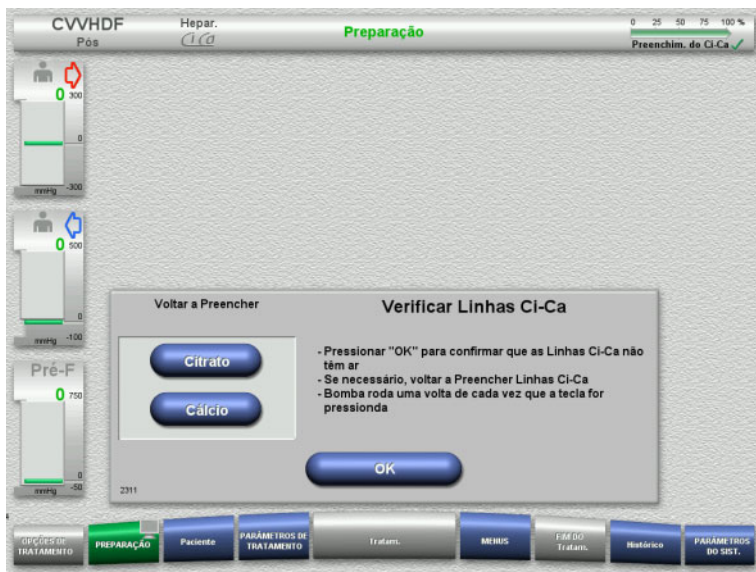 CVVHDF
Pós
Hepar.
Ci Ca
Preparação
0 25 50 75 100 %
Preenchim. do Ci-Ca
0
300
0
-300
mmHg
0
500
0
-100
mmHg
Pré-F
0
750
0
-50
mmHg
Voltar a Preencher
Citrato
Cálcio
2311
Verificar Linhas Ci-Ca
- Pressionar "OK" para confirmar que as Linhas Ci-Ca não
têm ar
- Se necessário, voltar a Preencher Linhas Ci-Ca
- Bomba roda uma volta de cada vez que a tecla for
pressionda
OK
OPÇÕES DE
TRATAMENTO
PREPARAÇÃO
Paciente
PARÂMETROS DE
TRATAMENTO
Tratam.
MENUS
FIM DO
Tratam.
Histórico
PARÂMETROS
DO SIST.